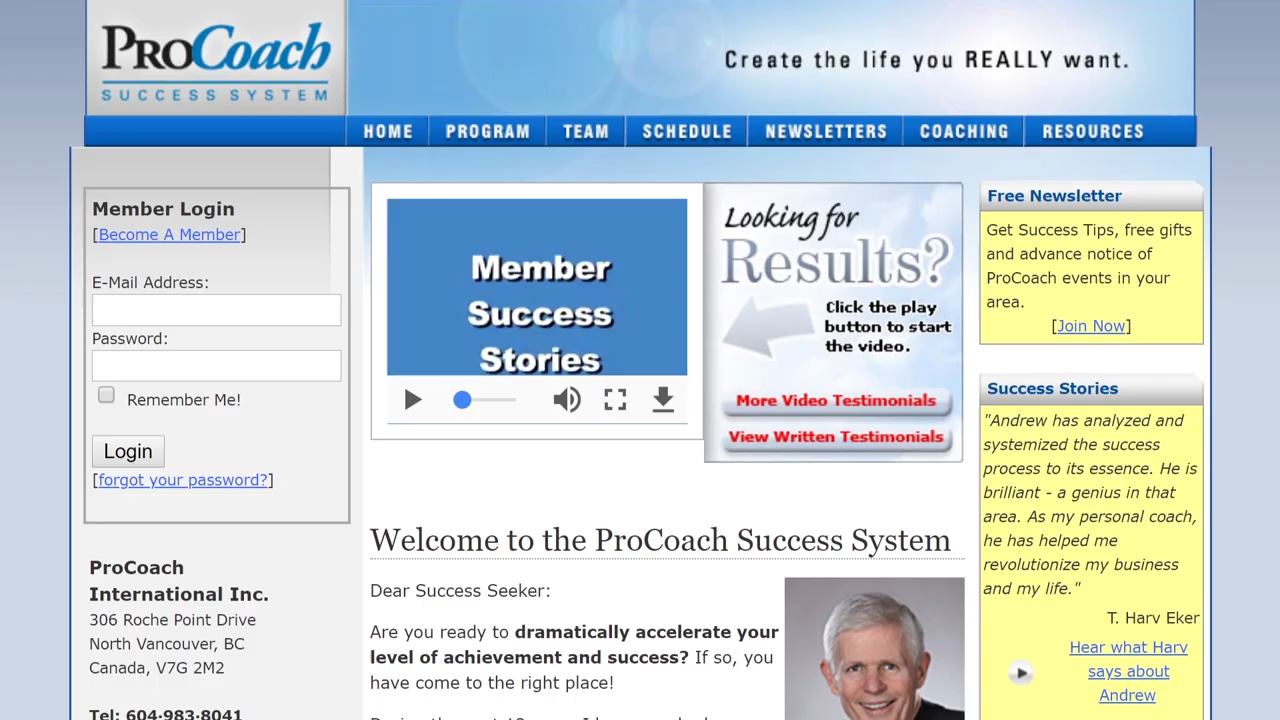 PROCoach
SUCCESS SYSTEM
Create the life you REALLY want.
HOME
PROGRAM
TEAM
SCHEDULE
NEWSLETTERS
COACHING
RESOURCES
Member Login
[Become A Member]
E-Mail Address:
Password:
Remember Me!
Login
[forgot your password?]
ProCoach
International Inc.
306 Roche Point Drive
North Vancouver, BC
Canada, V7G 2M2
Tel: 604·983·8041
Member
Success
Stories
Looking for
Results?
Click the play
button to start
the video.
More Video Testimonials
View Written Testimonials
Welcome to the ProCoach Success System
Dear Success Seeker:
Are you ready to dramatically accelerate your
level of achievement and success? If so, you
have come to the right place!
Free Newsletter
Get Success Tips, free gifts
and advance notice of
ProCoach events in your
area.
[Join Now]
Success Stories
"Andrew has analyzed and
systemized the success
process to its essence. He is
brilliant - a genius in that
area. As my personal coach,
he has helped me
revolutionize my business
and my life."
T. Harv Eker
Hear what Harv
says about
Andrew